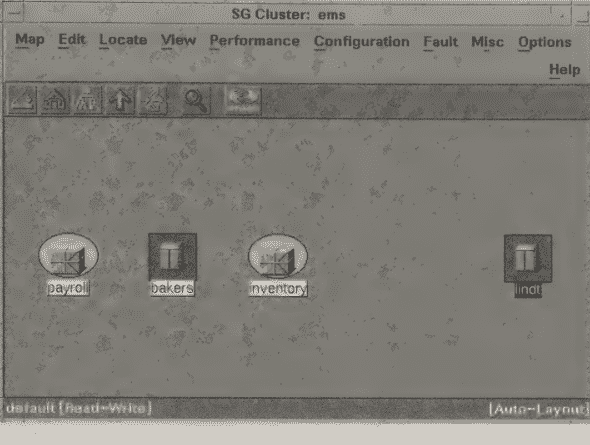 SG Cluster: ems
Map Edit Locate View Performance Configuration Fault Misc Options
Help
payroll bakers inventory lindt
default [Read-Write] [Auto-Layout]